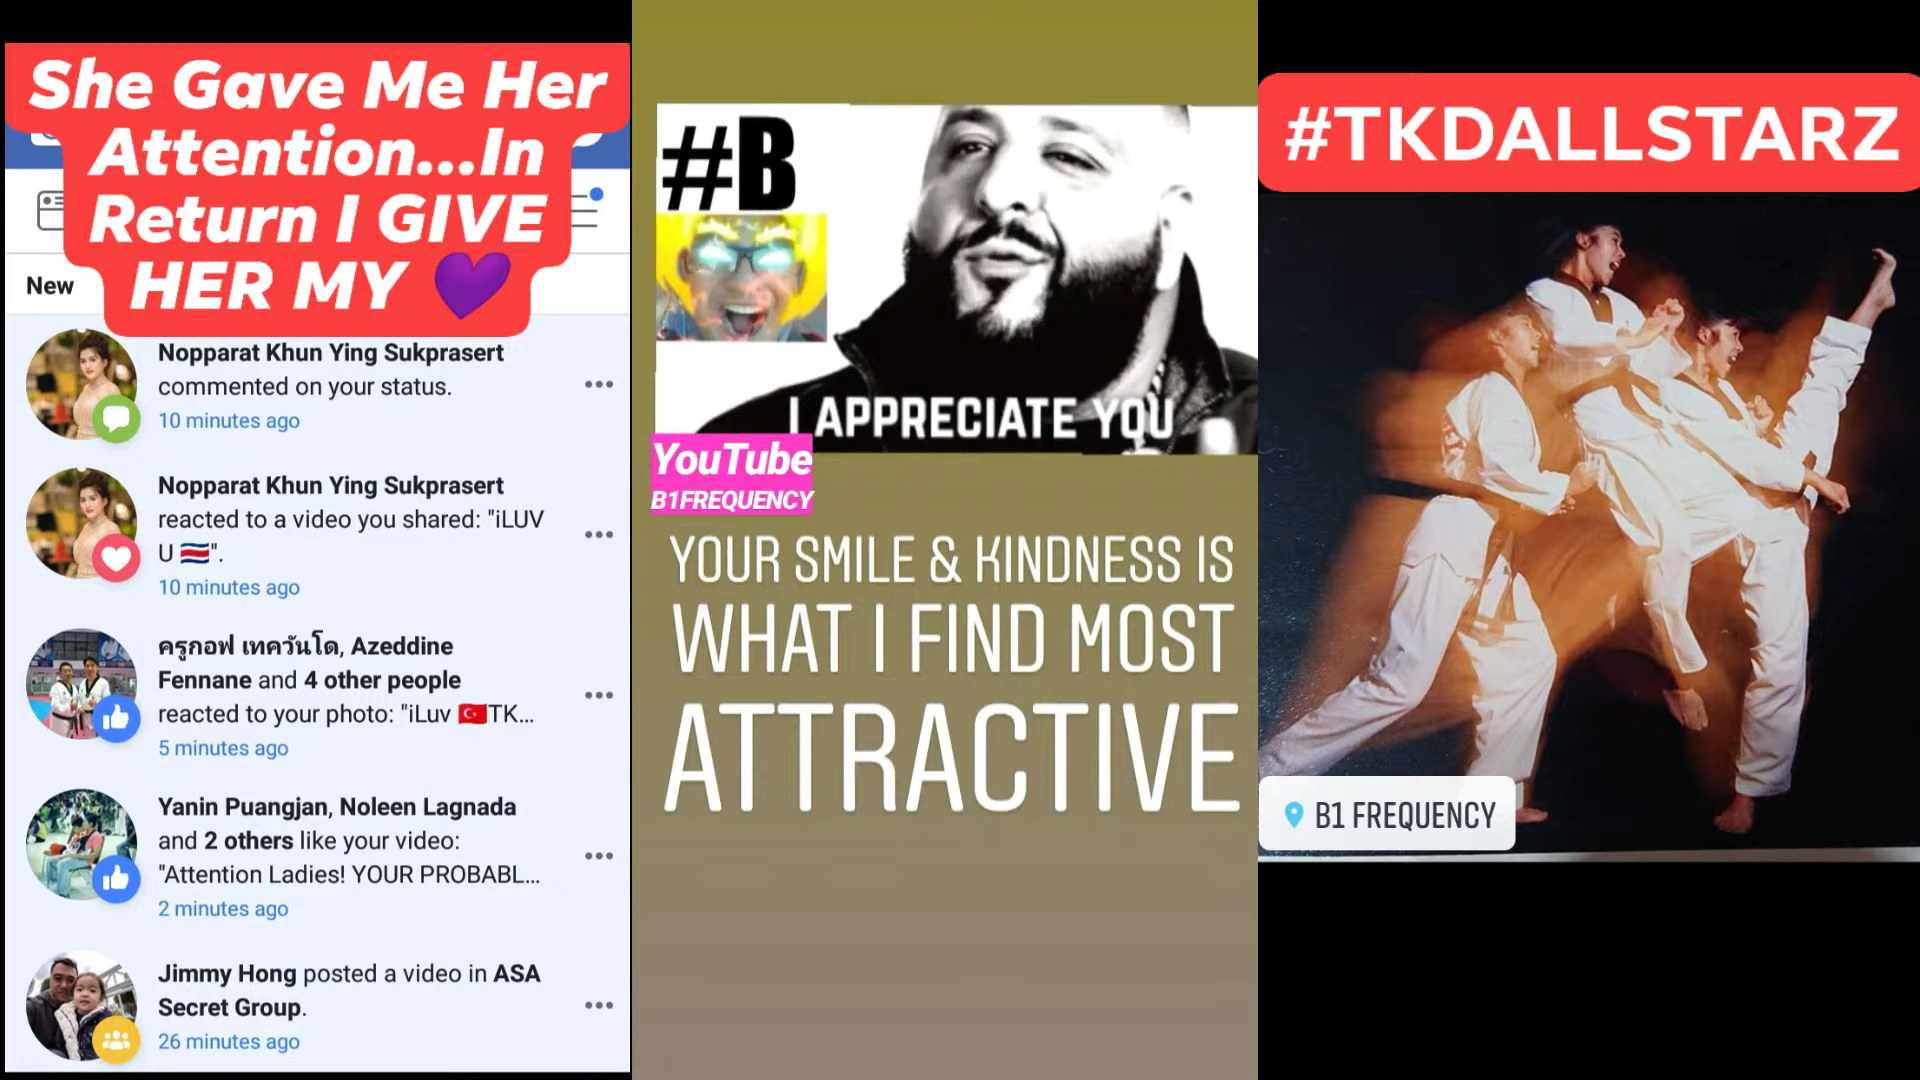 She Gave Me Her
Attention...In
Return I GIVE
HER MY 💜
New
Nopparat Khun Ying Sukprasert
commented on your status.
10 minutes ago
Nopparat Khun Ying Sukprasert
reacted to a video you shared: "iLUV
U 🇨🇷".
10 minutes ago
ครูกอฟ เทควันโด, Azeddine
Fennane and 4 other people
reacted to your photo: "iLuv 🇹🇷TK...
5 minutes ago
Yanin Puangjan, Noleen Lagnada
and 2 others like your video:
"Attention Ladies! YOUR PROBABL...
2 minutes ago
Jimmy Hong posted a video in ASA
Secret Group.
26 minutes ago
#B
I APPRECIATE YOU
YouTube
B1FREQUENCY
YOUR SMILE & KINDNESS IS
WHAT I FIND MOST
ATTRACTIVE
#TKDALLSTARZ
B1 FREQUENCY